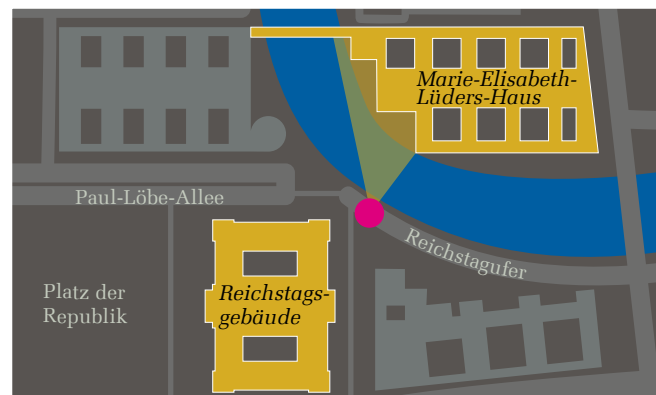 Marie-Elisabeth-
Lüders-Haus
Paul-Löbe-Allee
Reichstagufer
Platz der
Republik
Reichstags-
gebäude